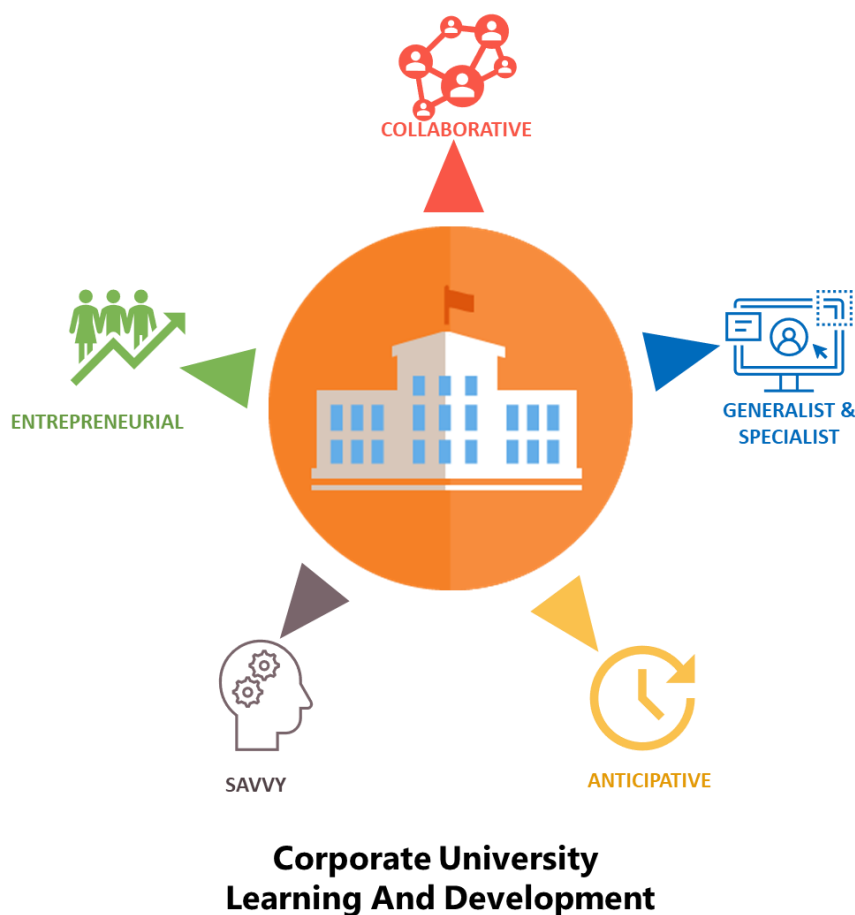 COLLABORATIVE
ENTREPRENEURIAL
GENERALIST &
SPECIALIST
SAVVY
ANTICIPATIVE
Corporate University
Learning And Development